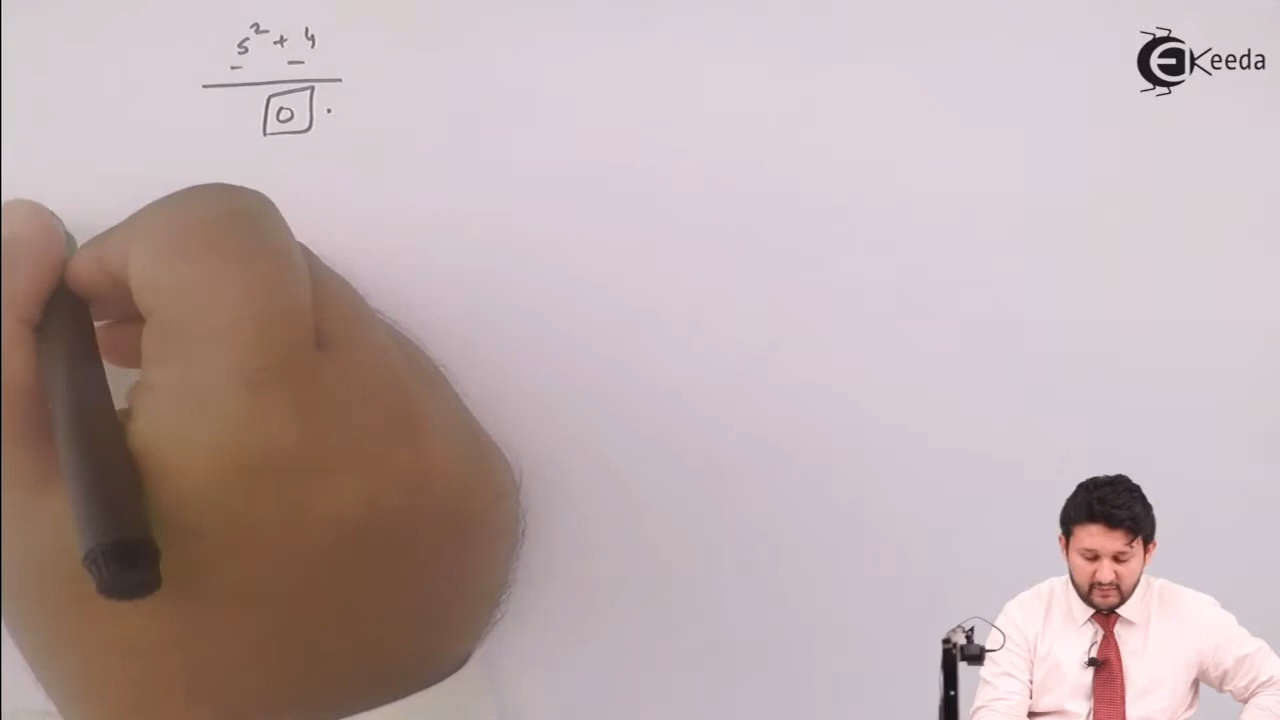 s² + 4
- -
0 .
EKeeda